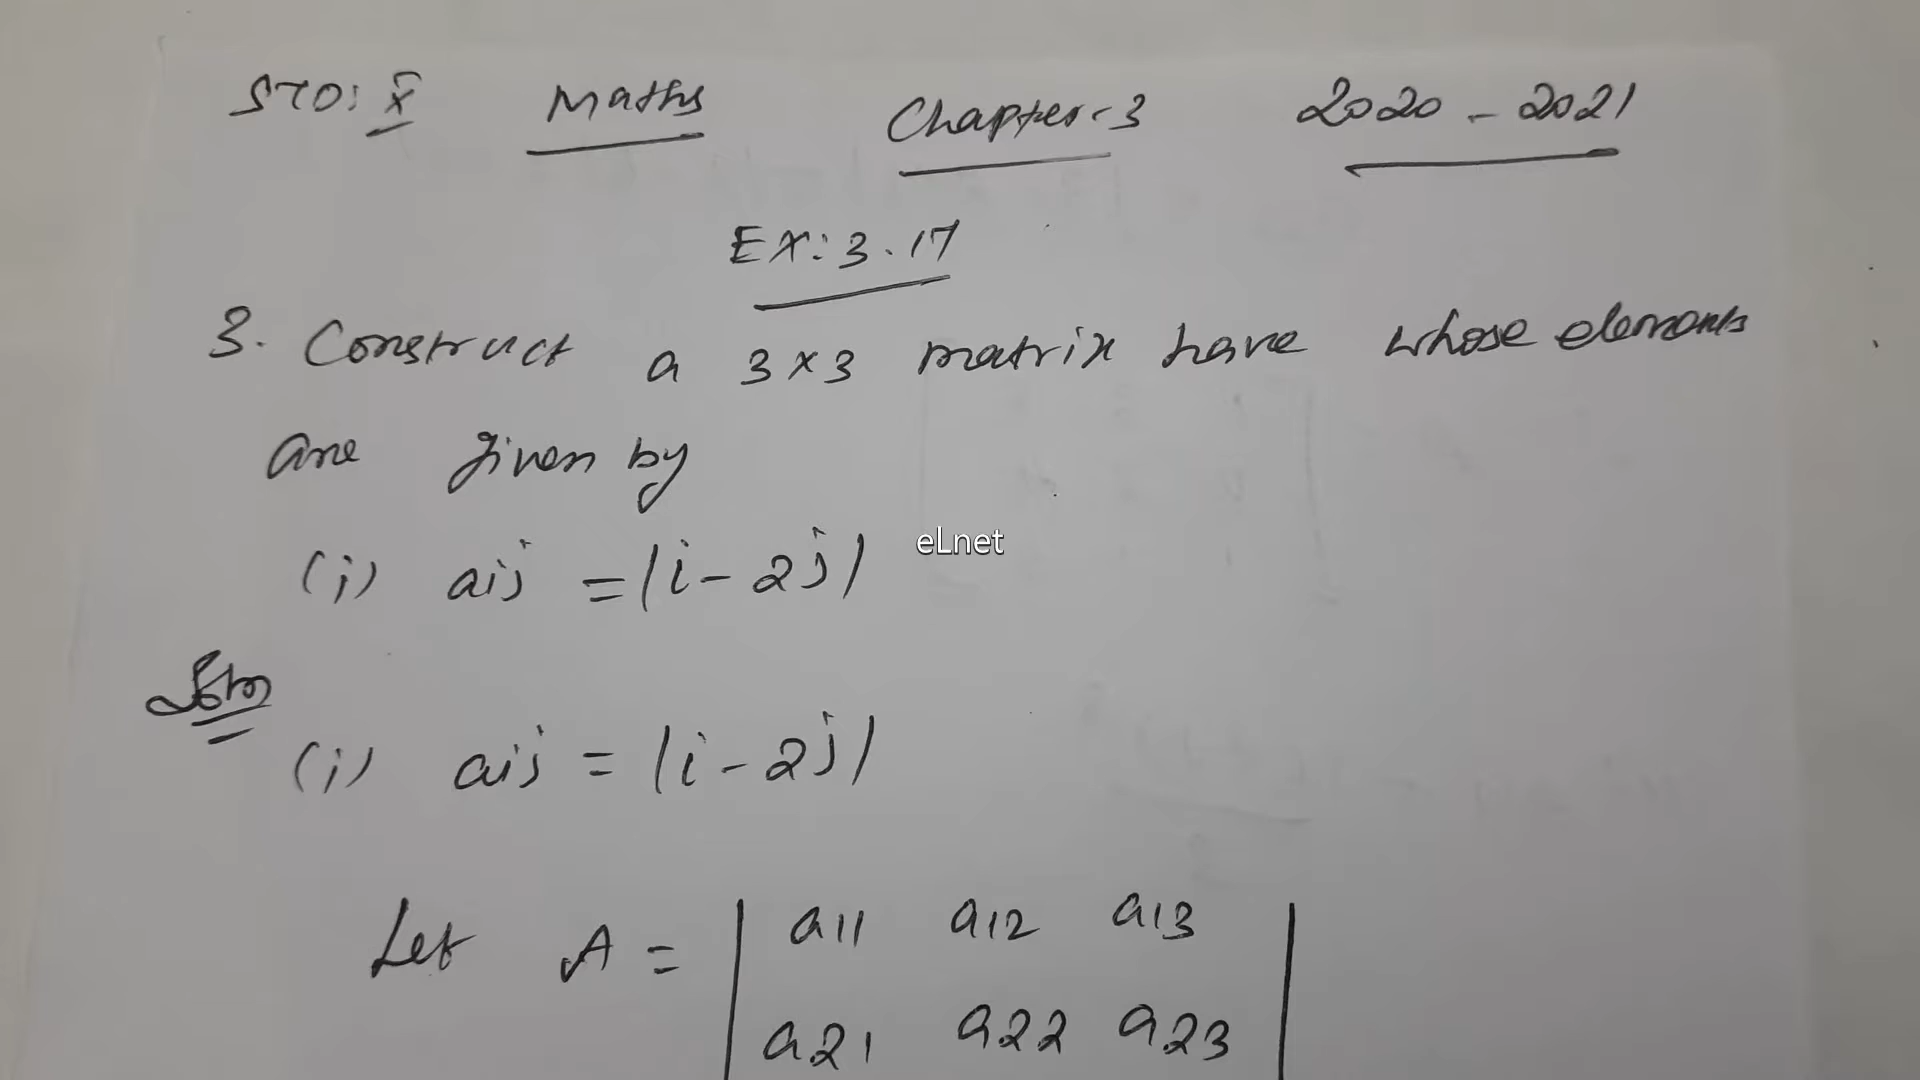 STD: X Maths Chapter-3 2020-2021
EX: 3.17
3. Construct a 3×3 matrix have whose elements
are given by
eLnet
(i) aij = |i-2j|
Soln
(i) aij = |i-2j|
Let A = | a11 a12 a13 |
a21 a22 a23